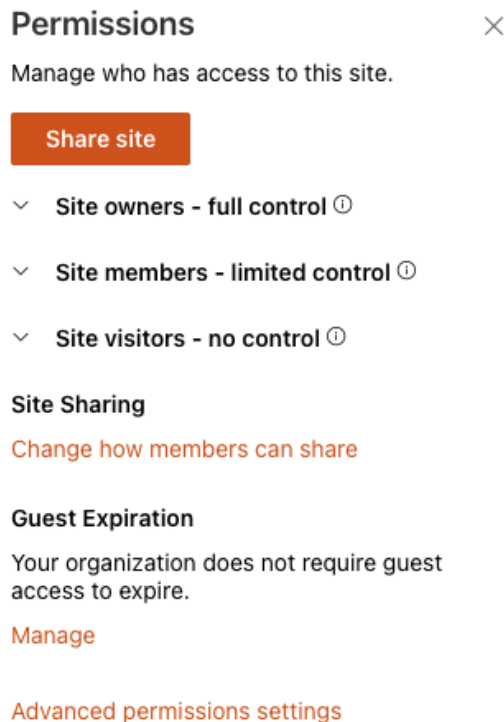 Permissions
Manage who has access to this site.
Share site
Site owners - full control
Site members - limited control
Site visitors - no control
Site Sharing
Change how members can share
Guest Expiration
Your organization does not require guest
access to expire.
Manage
Advanced permissions settings